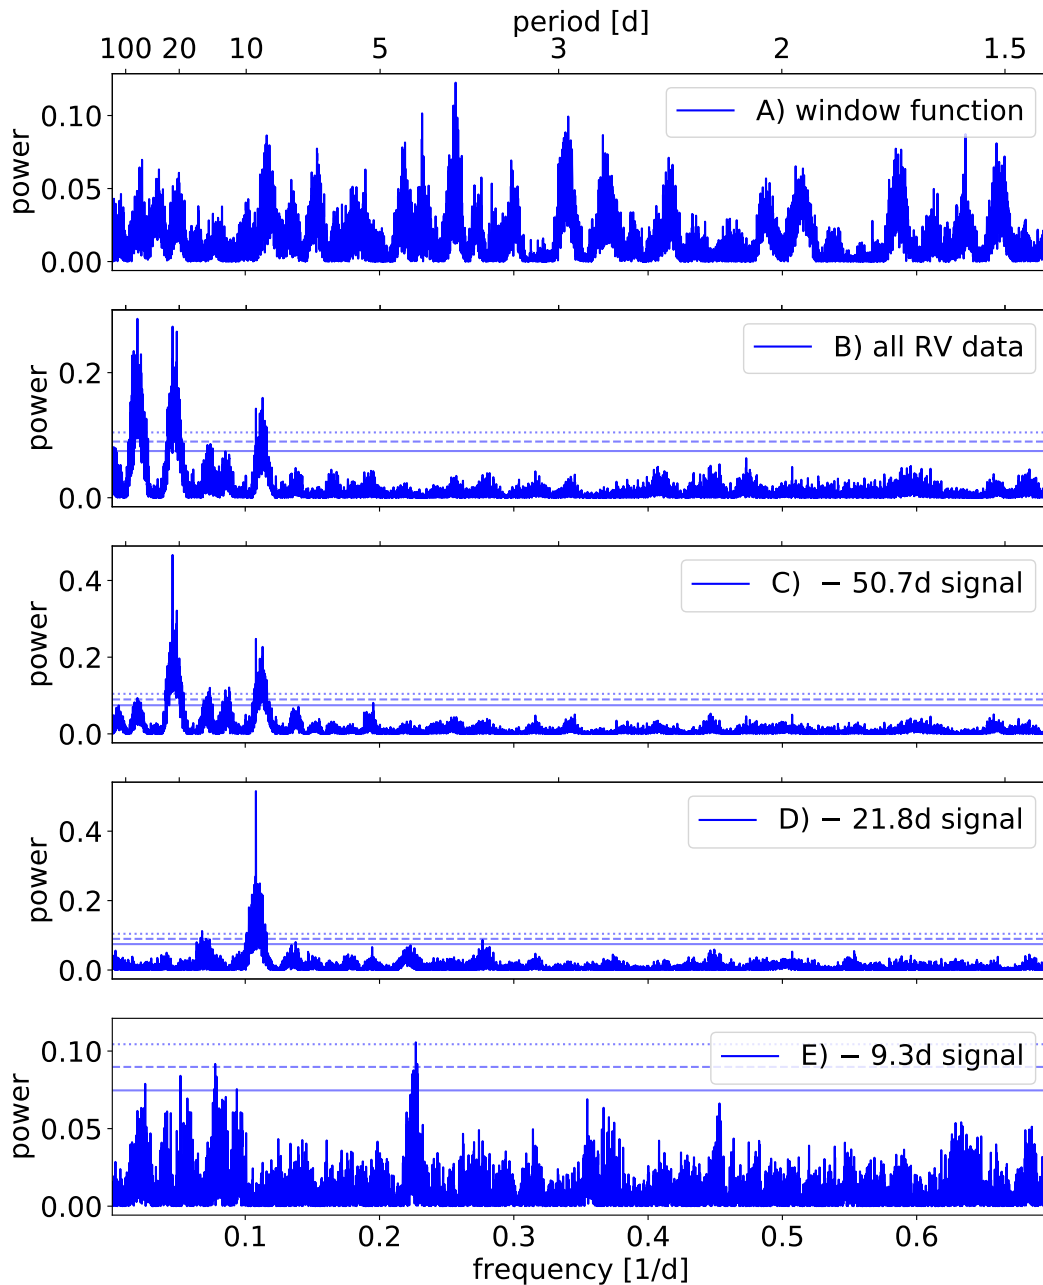 period [d]
100 20 10 5 3 2 1.5
A) window function
power
0.10
0.05
0.00
B) all RV data
power
0.2
0.0
C) − 50.7d signal
power
0.4
0.2
0.0
D) − 21.8d signal
power
0.4
0.2
0.0
E) − 9.3d signal
power
0.10
0.05
0.00
0.1 0.2 0.3 0.4 0.5 0.6
frequency [1/d]